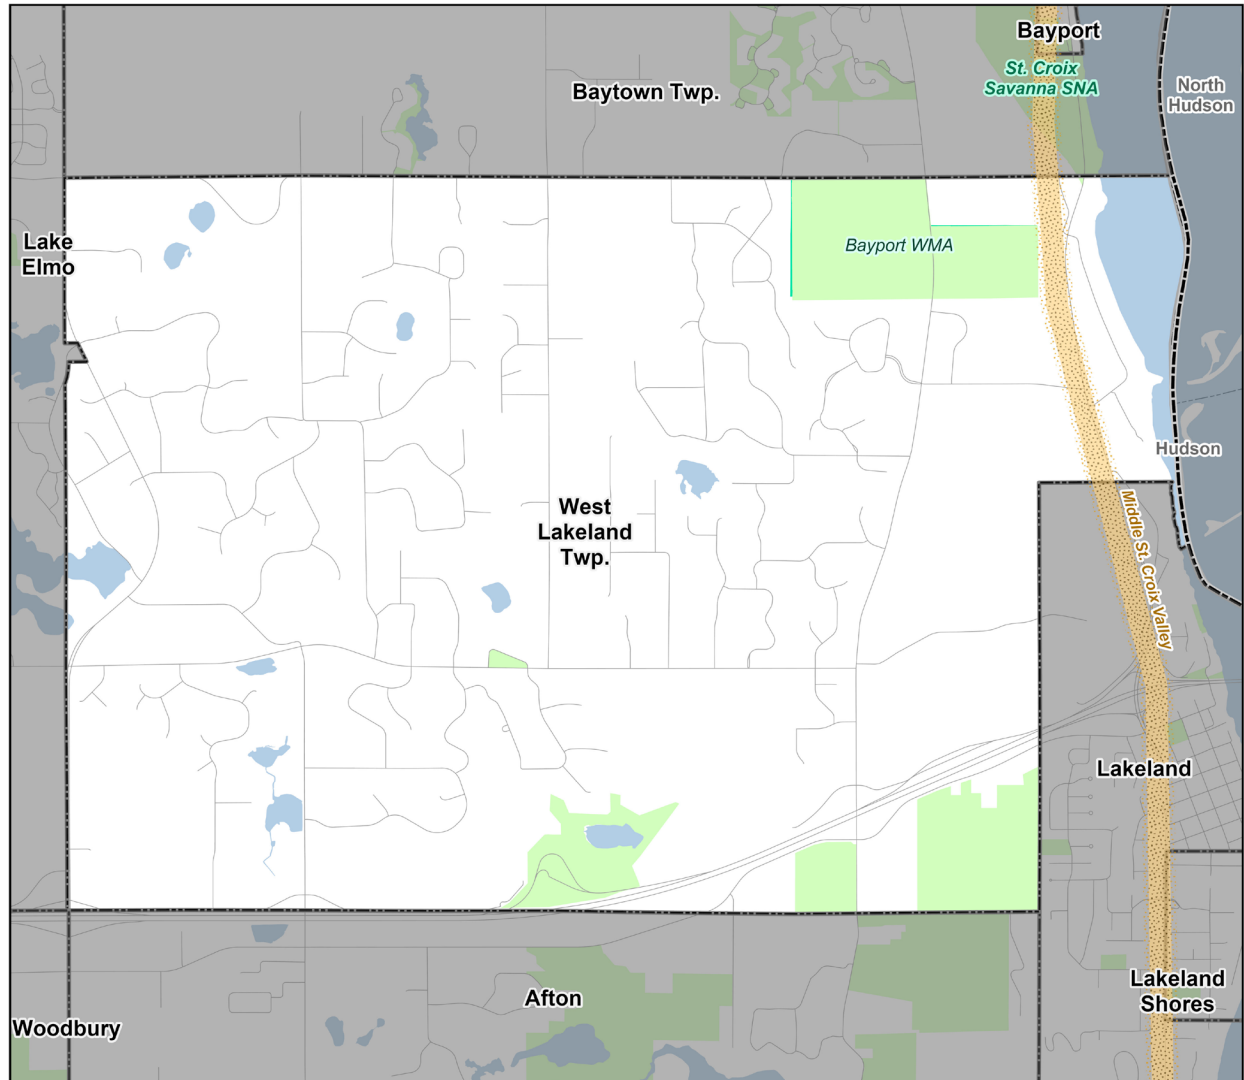 Bayport
St. Croix
Savanna SNA
North
Hudson
Baytown Twp.
Lake
Elmo
Bayport WMA
Hudson
West
Lakeland
Twp.
Middle St. Croix Valley
Lakeland
Lakeland
Shores
Afton
Woodbury